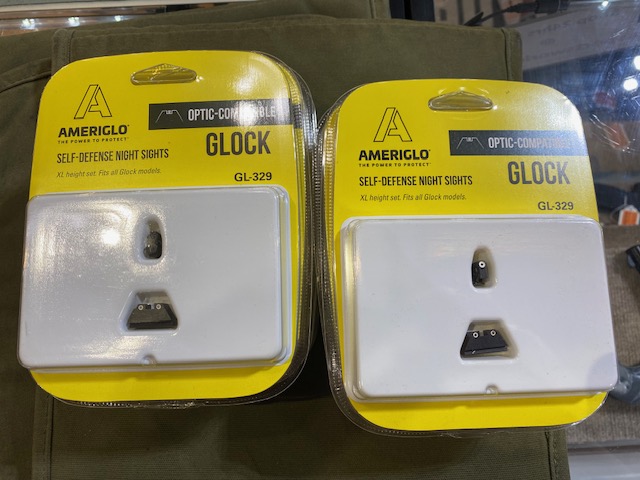 AMERIGLO
THE POWER TO PROTECT
OPTIC-COMPATIBLE
GLOCK
SELF-DEFENSE NIGHT SIGHTS
XL height set. Fits all Glock models.
GL-329
AMERIGLO
THE POWER TO PROTECT
OPTIC-COMPATIBLE
GLOCK
SELF-DEFENSE NIGHT SIGHTS
XL height set. Fits all Glock models.
GL-329